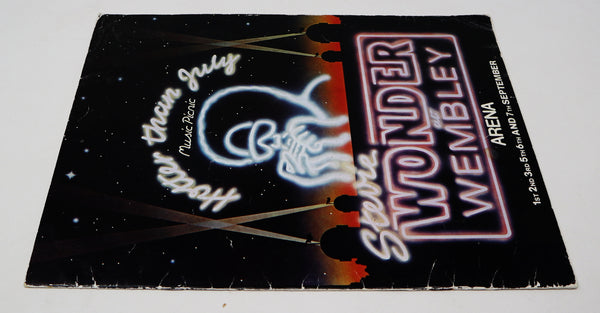 Hotter than July
Music Picnic
Stevie
WONDER
at
WEMBLEY
ARENA
1ST 2ND 3RD 5TH 6TH AND 7TH SEPTEMBER